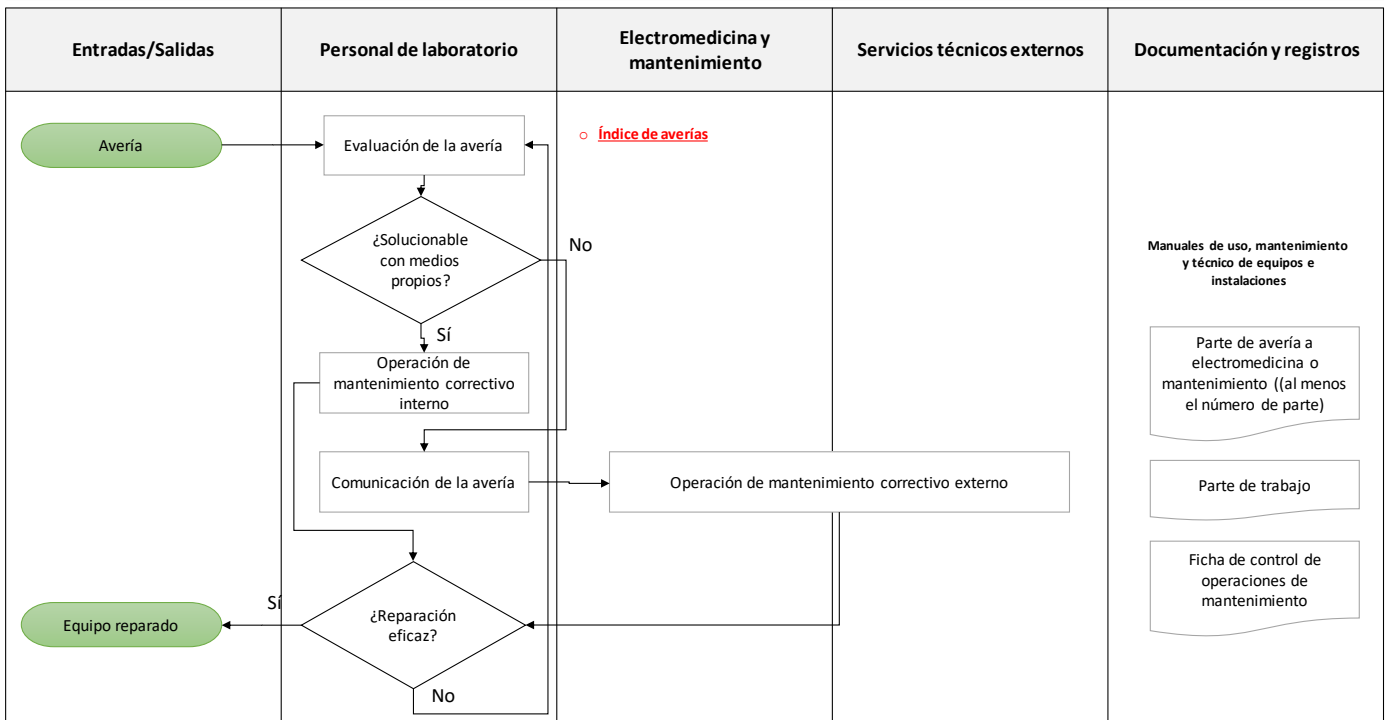 Entradas/Salidas
Personal de laboratorio
Electromedicina y
mantenimiento
Servicios técnicos externos
Documentación y registros
Avería
Evaluación de la avería
Índice de averías
¿Solucionable
con medios
propios?
No
Sí
Manuales de uso, mantenimiento
y técnico de equipos e
instalaciones
Operación de
mantenimiento correctivo
interno
Parte de avería a
electromedicina o
mantenimiento ((al menos
el número de parte)
Comunicación de la avería
Operación de mantenimiento correctivo externo
Parte de trabajo
Ficha de control de
operaciones de
mantenimiento
¿Reparación
eficaz?
Sí
Equipo reparado
No